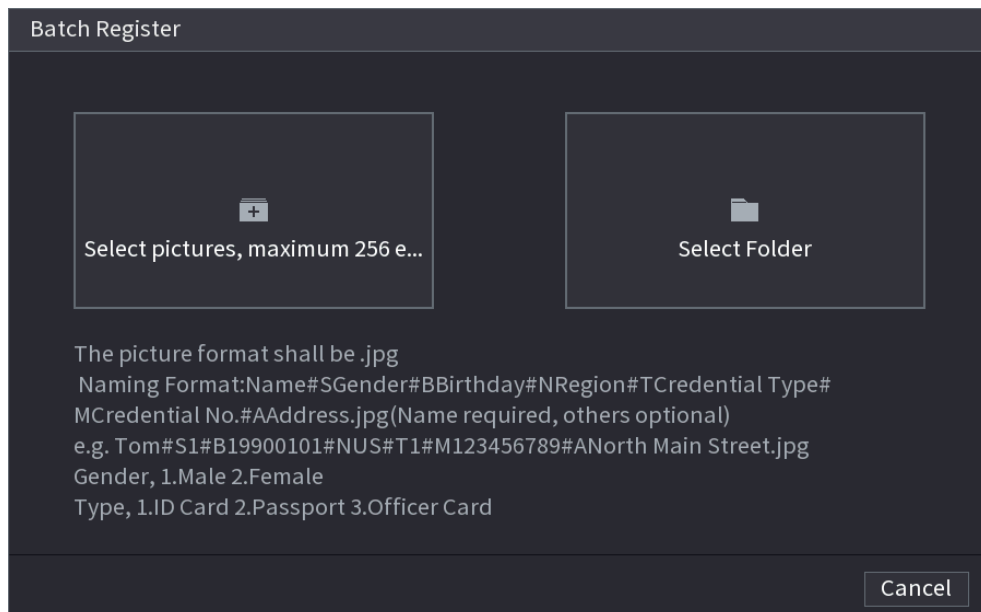 Batch Register
Select pictures, maximum 256 e...
Select Folder
The picture format shall be .jpg
Naming Format:Name#SGender#BBirthday#NRegion#TCredential Type#
MCredential No.#AAddress.jpg(Name required, others optional)
e.g. Tom#S1#B19900101#NUS#T1#M123456789#ANorth Main Street.jpg
Gender, 1.Male 2.Female
Type, 1.ID Card 2.Passport 3.Officer Card
Cancel